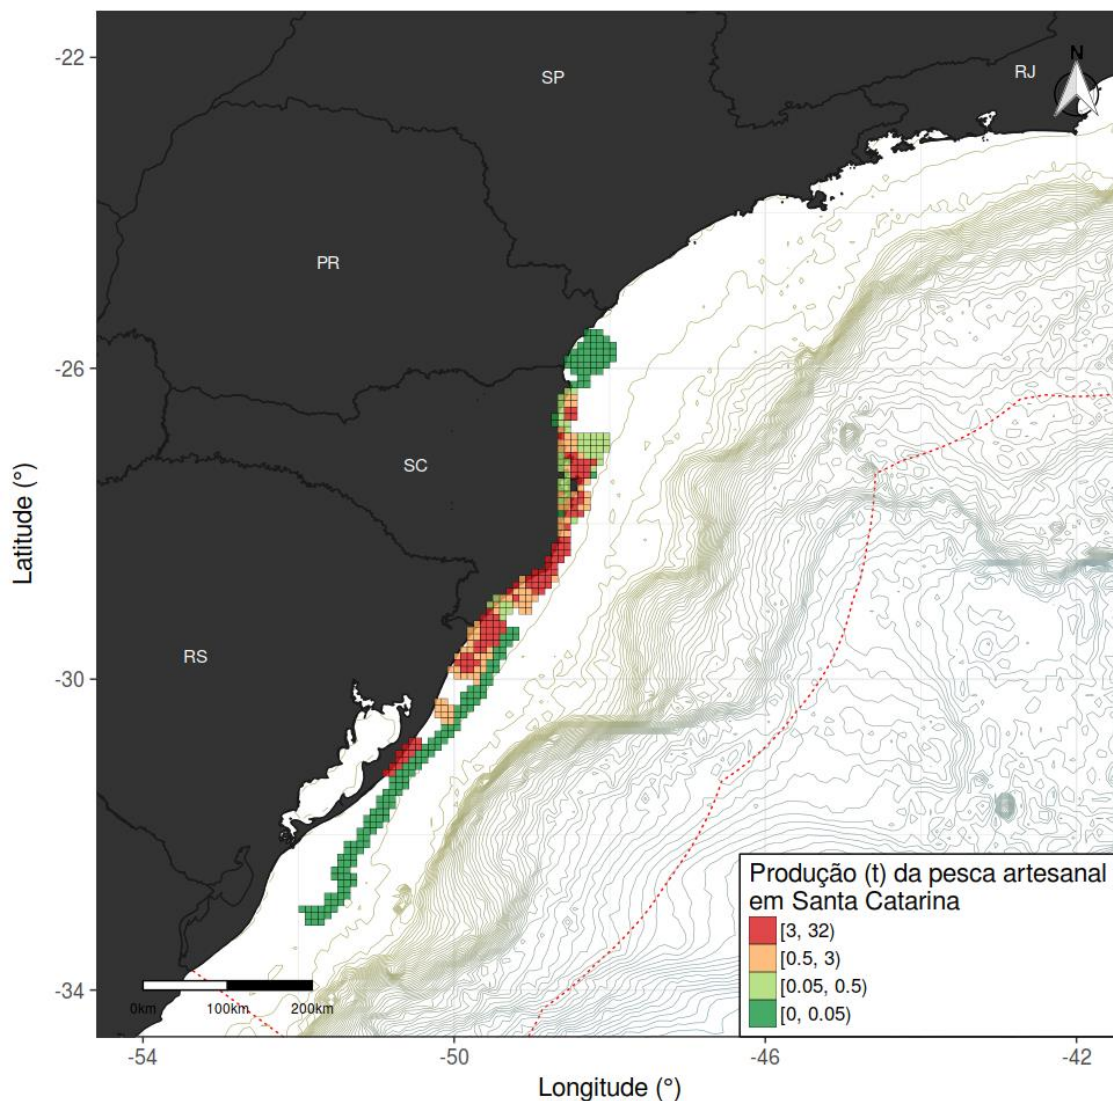 -22
-26
-30
-34
Latitude (°)
SP
RJ
N
PR
SC
RS
0km 100km 200km
Produção (t) da pesca artesanal
em Santa Catarina
[3, 32)
[0.5, 3)
[0.05, 0.5)
[0, 0.05)
-54 -50 -46 -42
Longitude (°)